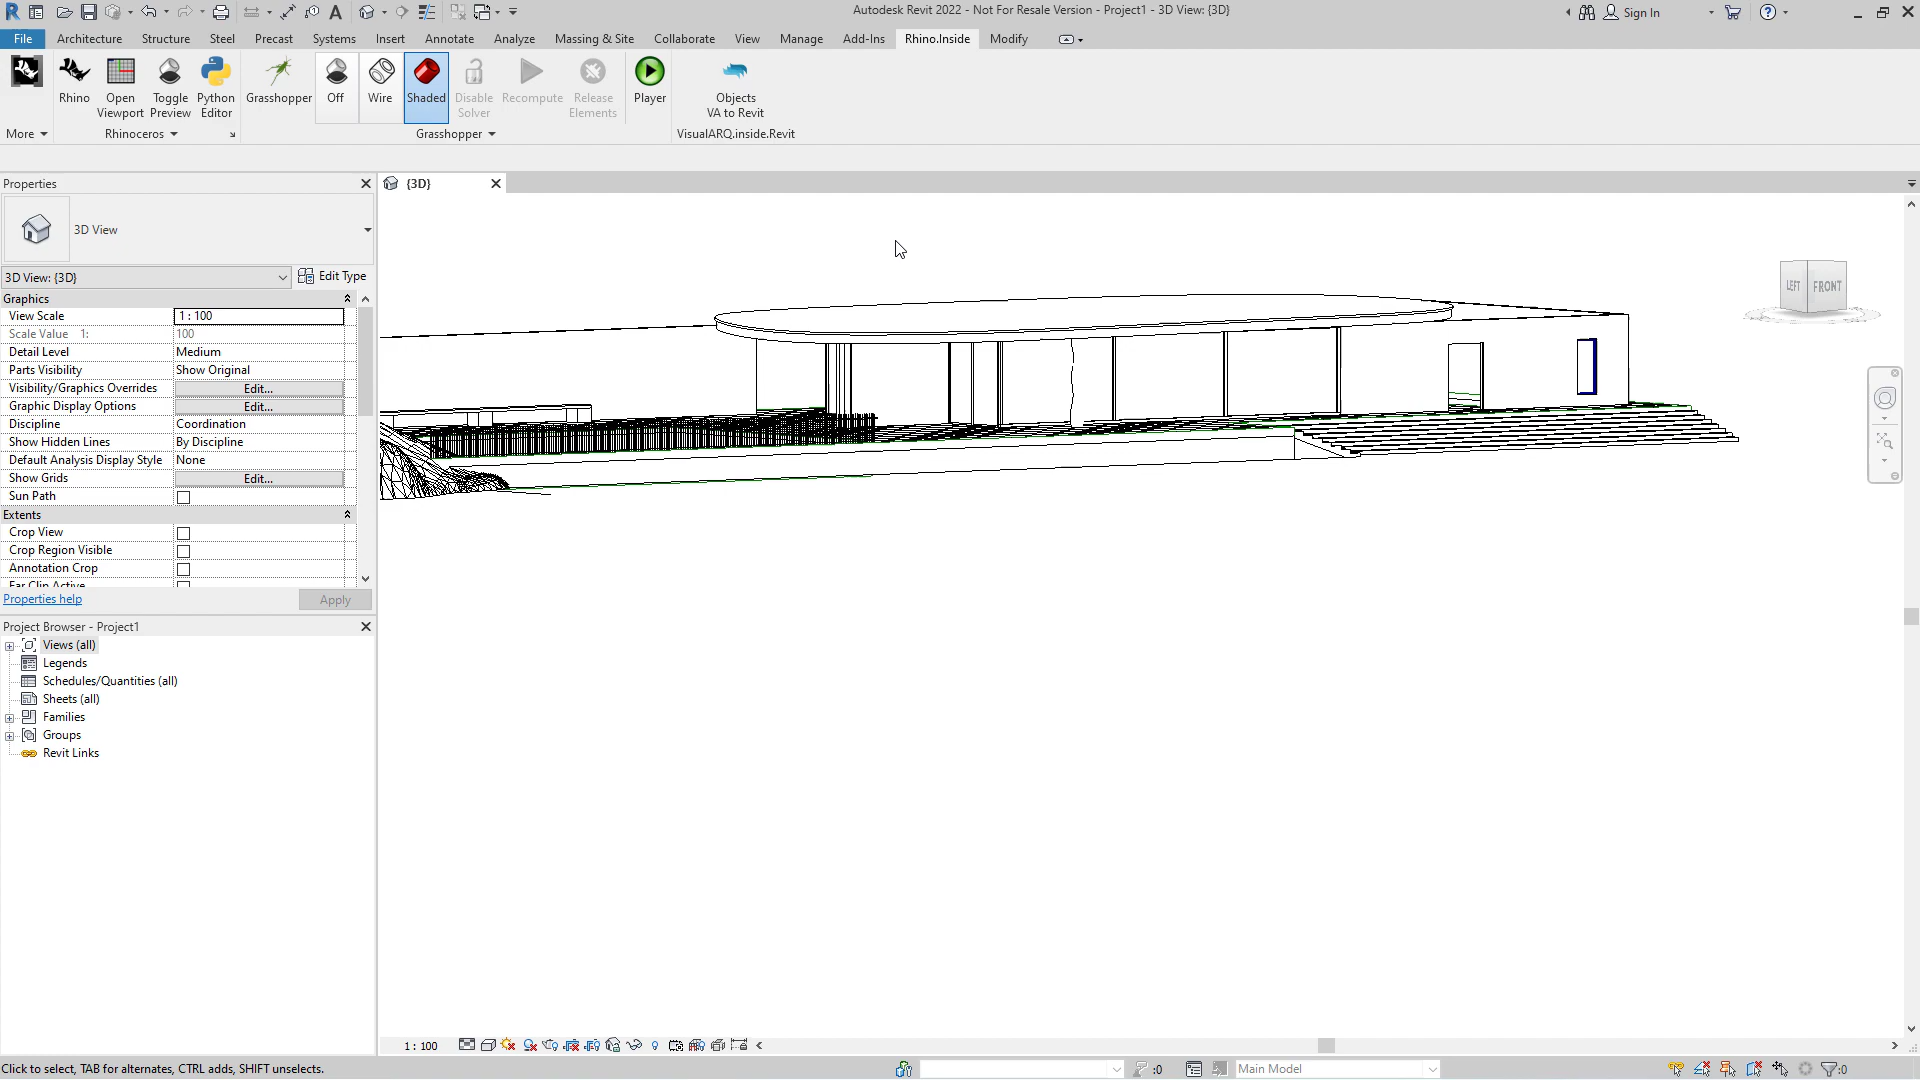 Autodesk Revit 2022 - Not For Resale Version - Project1 - 3D View: {3D}
Sign In
File
Architecture
Structure
Steel
Precast
Systems
Insert
Annotate
Analyze
Massing & Site
Collaborate
View
Manage
Add-Ins
Rhino.Inside
Modify
Rhino
Open
Viewport
Toggle
Preview
Python
Editor
Grasshopper
Off
Wire
Shaded
Disable
Solver
Recompute
Release
Elements
Player
Objects
VA to Revit
More
Rhinoceros
Grasshopper
VisualARQ.inside.Revit
Properties
{3D}
3D View
3D View: {3D}
Edit Type
Graphics
View Scale 1 : 100
Scale Value 1: 100
Detail Level Medium
Parts Visibility Show Original
Visibility/Graphics Overrides Edit...
Graphic Display Options Edit...
Discipline Coordination
Show Hidden Lines By Discipline
Default Analysis Display Style None
Show Grids Edit...
Sun Path
Extents
Crop View
Crop Region Visible
Annotation Crop
Far Clip Active
Properties help
Apply
LEFT
FRONT
Project Browser - Project1
Views (all)
Legends
Schedules/Quantities (all)
Sheets (all)
Families
Groups
Revit Links
1 : 100
Click to select, TAB for alternates, CTRL adds, SHIFT unselects.
:0
Main Model
:0